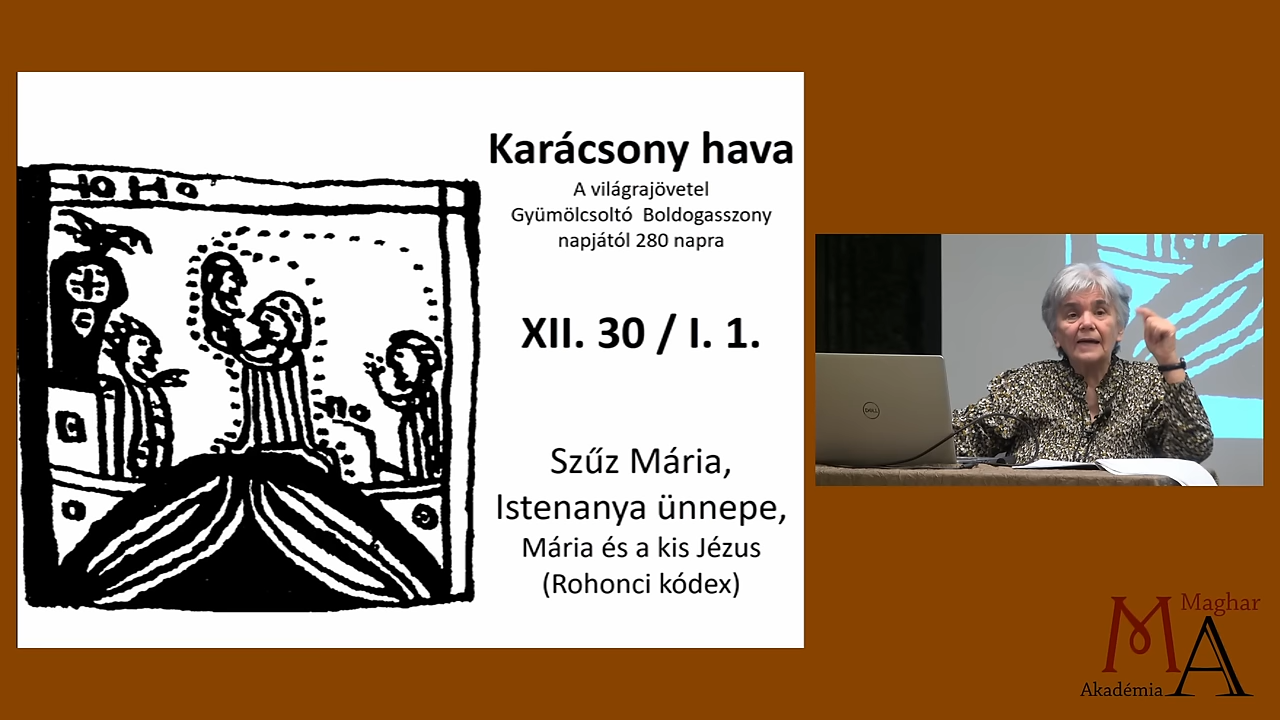 Karácsony hava
A világrajövetel
Gyümölcsoltó Boldogasszony
napjától 280 napra
XII. 30 / I. 1.
Szűz Mária,
Istenanya ünnepe,
Mária és a kis Jézus
(Rohonci kódex)
DELL
Maghar
MA
Akadémia